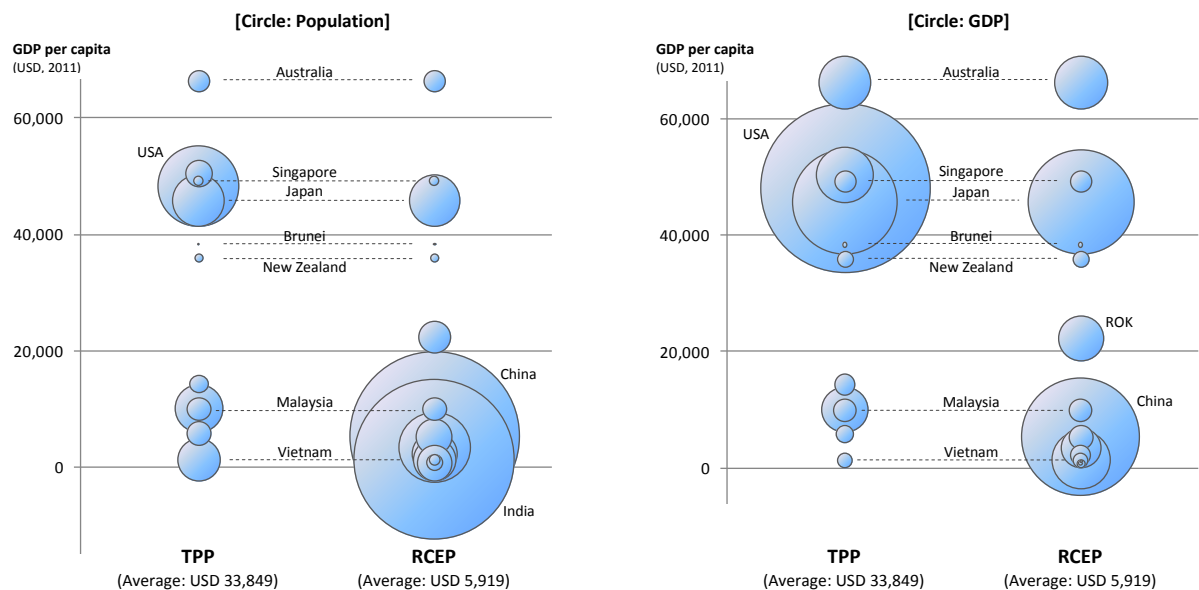 [Circle: Population]
GDP per capita
(USD, 2011)
Australia
60,000
USA
Singapore
Japan
40,000
Brunei
New Zealand
20,000
China
Malaysia
Vietnam
0
India
TPP
(Average: USD 33,849)
RCEP
(Average: USD 5,919)
[Circle: GDP]
GDP per capita
(USD, 2011)
Australia
60,000
USA
Singapore
Japan
40,000
Brunei
New Zealand
ROK
20,000
China
Malaysia
Vietnam
0
TPP
(Average: USD 33,849)
RCEP
(Average: USD 5,919)